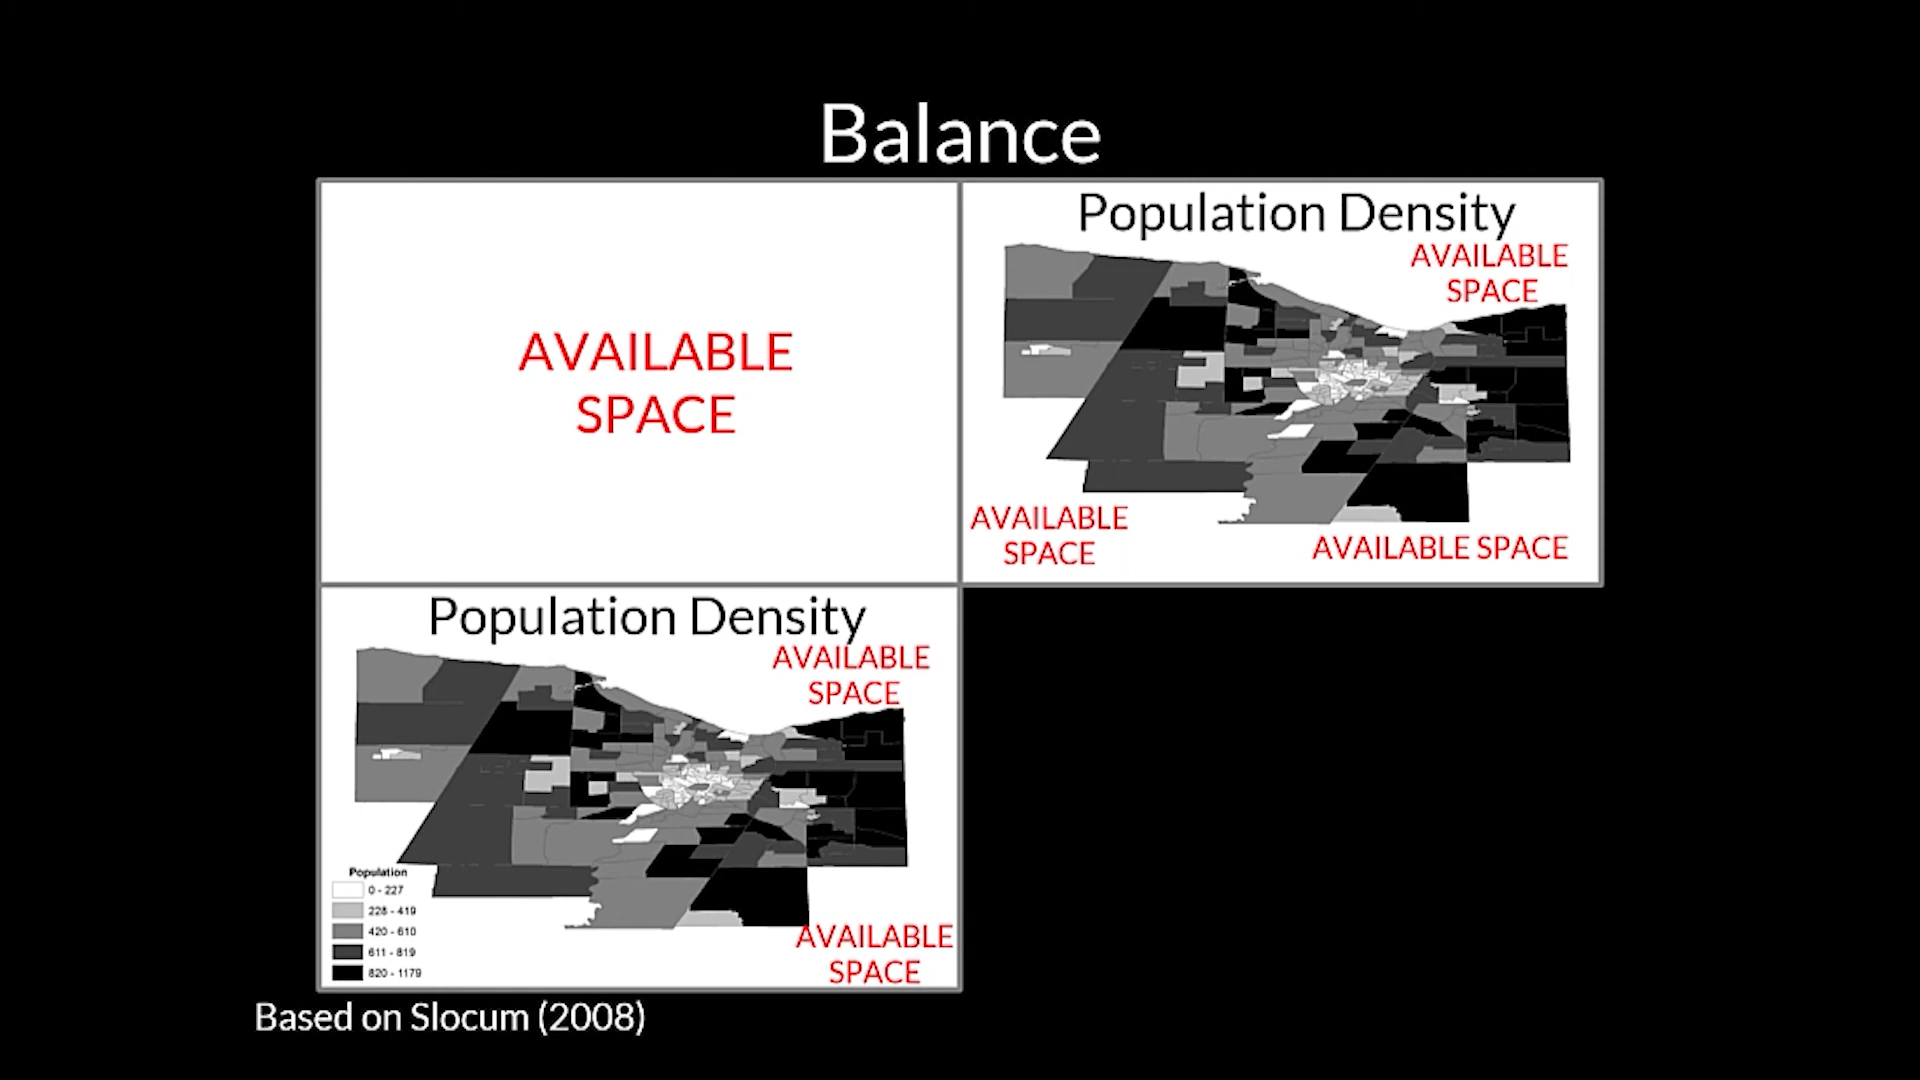 Balance
AVAILABLE
SPACE
Population Density
AVAILABLE
SPACE
AVAILABLE
SPACE
AVAILABLE SPACE
Population Density
AVAILABLE
SPACE
Population
0 - 227
228 - 419
420 - 610
611 - 819
820 - 1179
AVAILABLE
SPACE
Based on Slocum (2008)